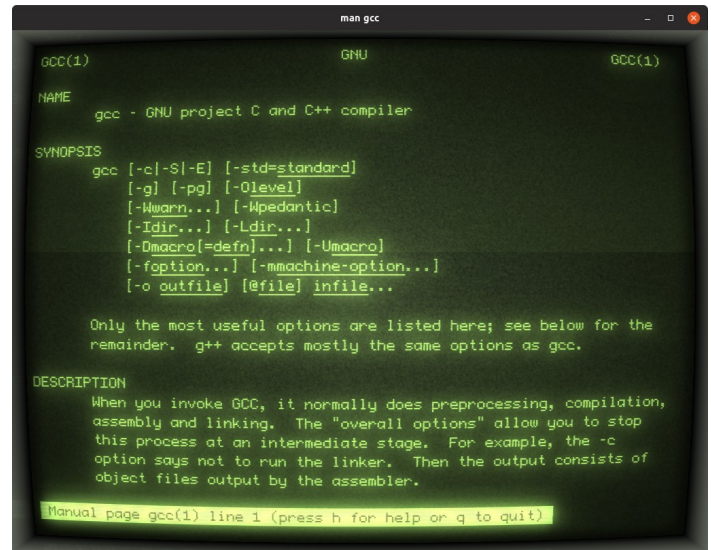 man gcc
GCC(1) GNU GCC(1)
NAME
gcc - GNU project C and C++ compiler
SYNOPSIS
gcc [-c|-S|-E] [-std=standard]
[-g] [-pg] [-Olevel]
[-Wwarn...] [-Wpedantic]
[-Idir...] [-Ldir...]
[-Dmacro[=defn]...] [-Umacro]
[-foption...] [-mmachine-option...]
[-o outfile] [@file] infile...
Only the most useful options are listed here; see below for the
remainder. g++ accepts mostly the same options as gcc.
DESCRIPTION
When you invoke GCC, it normally does preprocessing, compilation,
assembly and linking. The "overall options" allow you to stop
this process at an intermediate stage. For example, the -c
option says not to run the linker. Then the output consists of
object files output by the assembler.
Manual page gcc(1) line 1 (press h for help or q to quit)